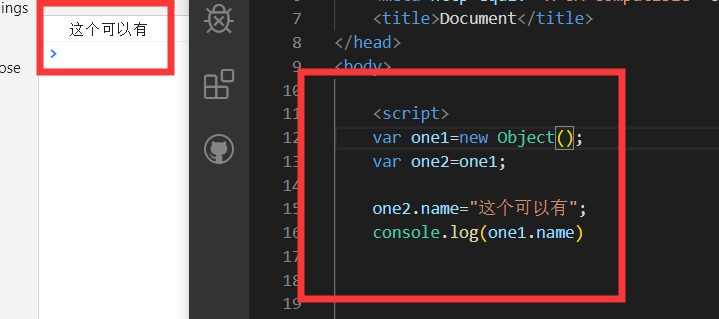 ngs
这个可以有
>
ose
7 <title>Document</title>
8 </head>
9 <body>
10
11 <script>
12 var one1=new Object();
13 var one2=one1;
14
15 one2.name="这个可以有";
16 console.log(one1.name)
17
18
19